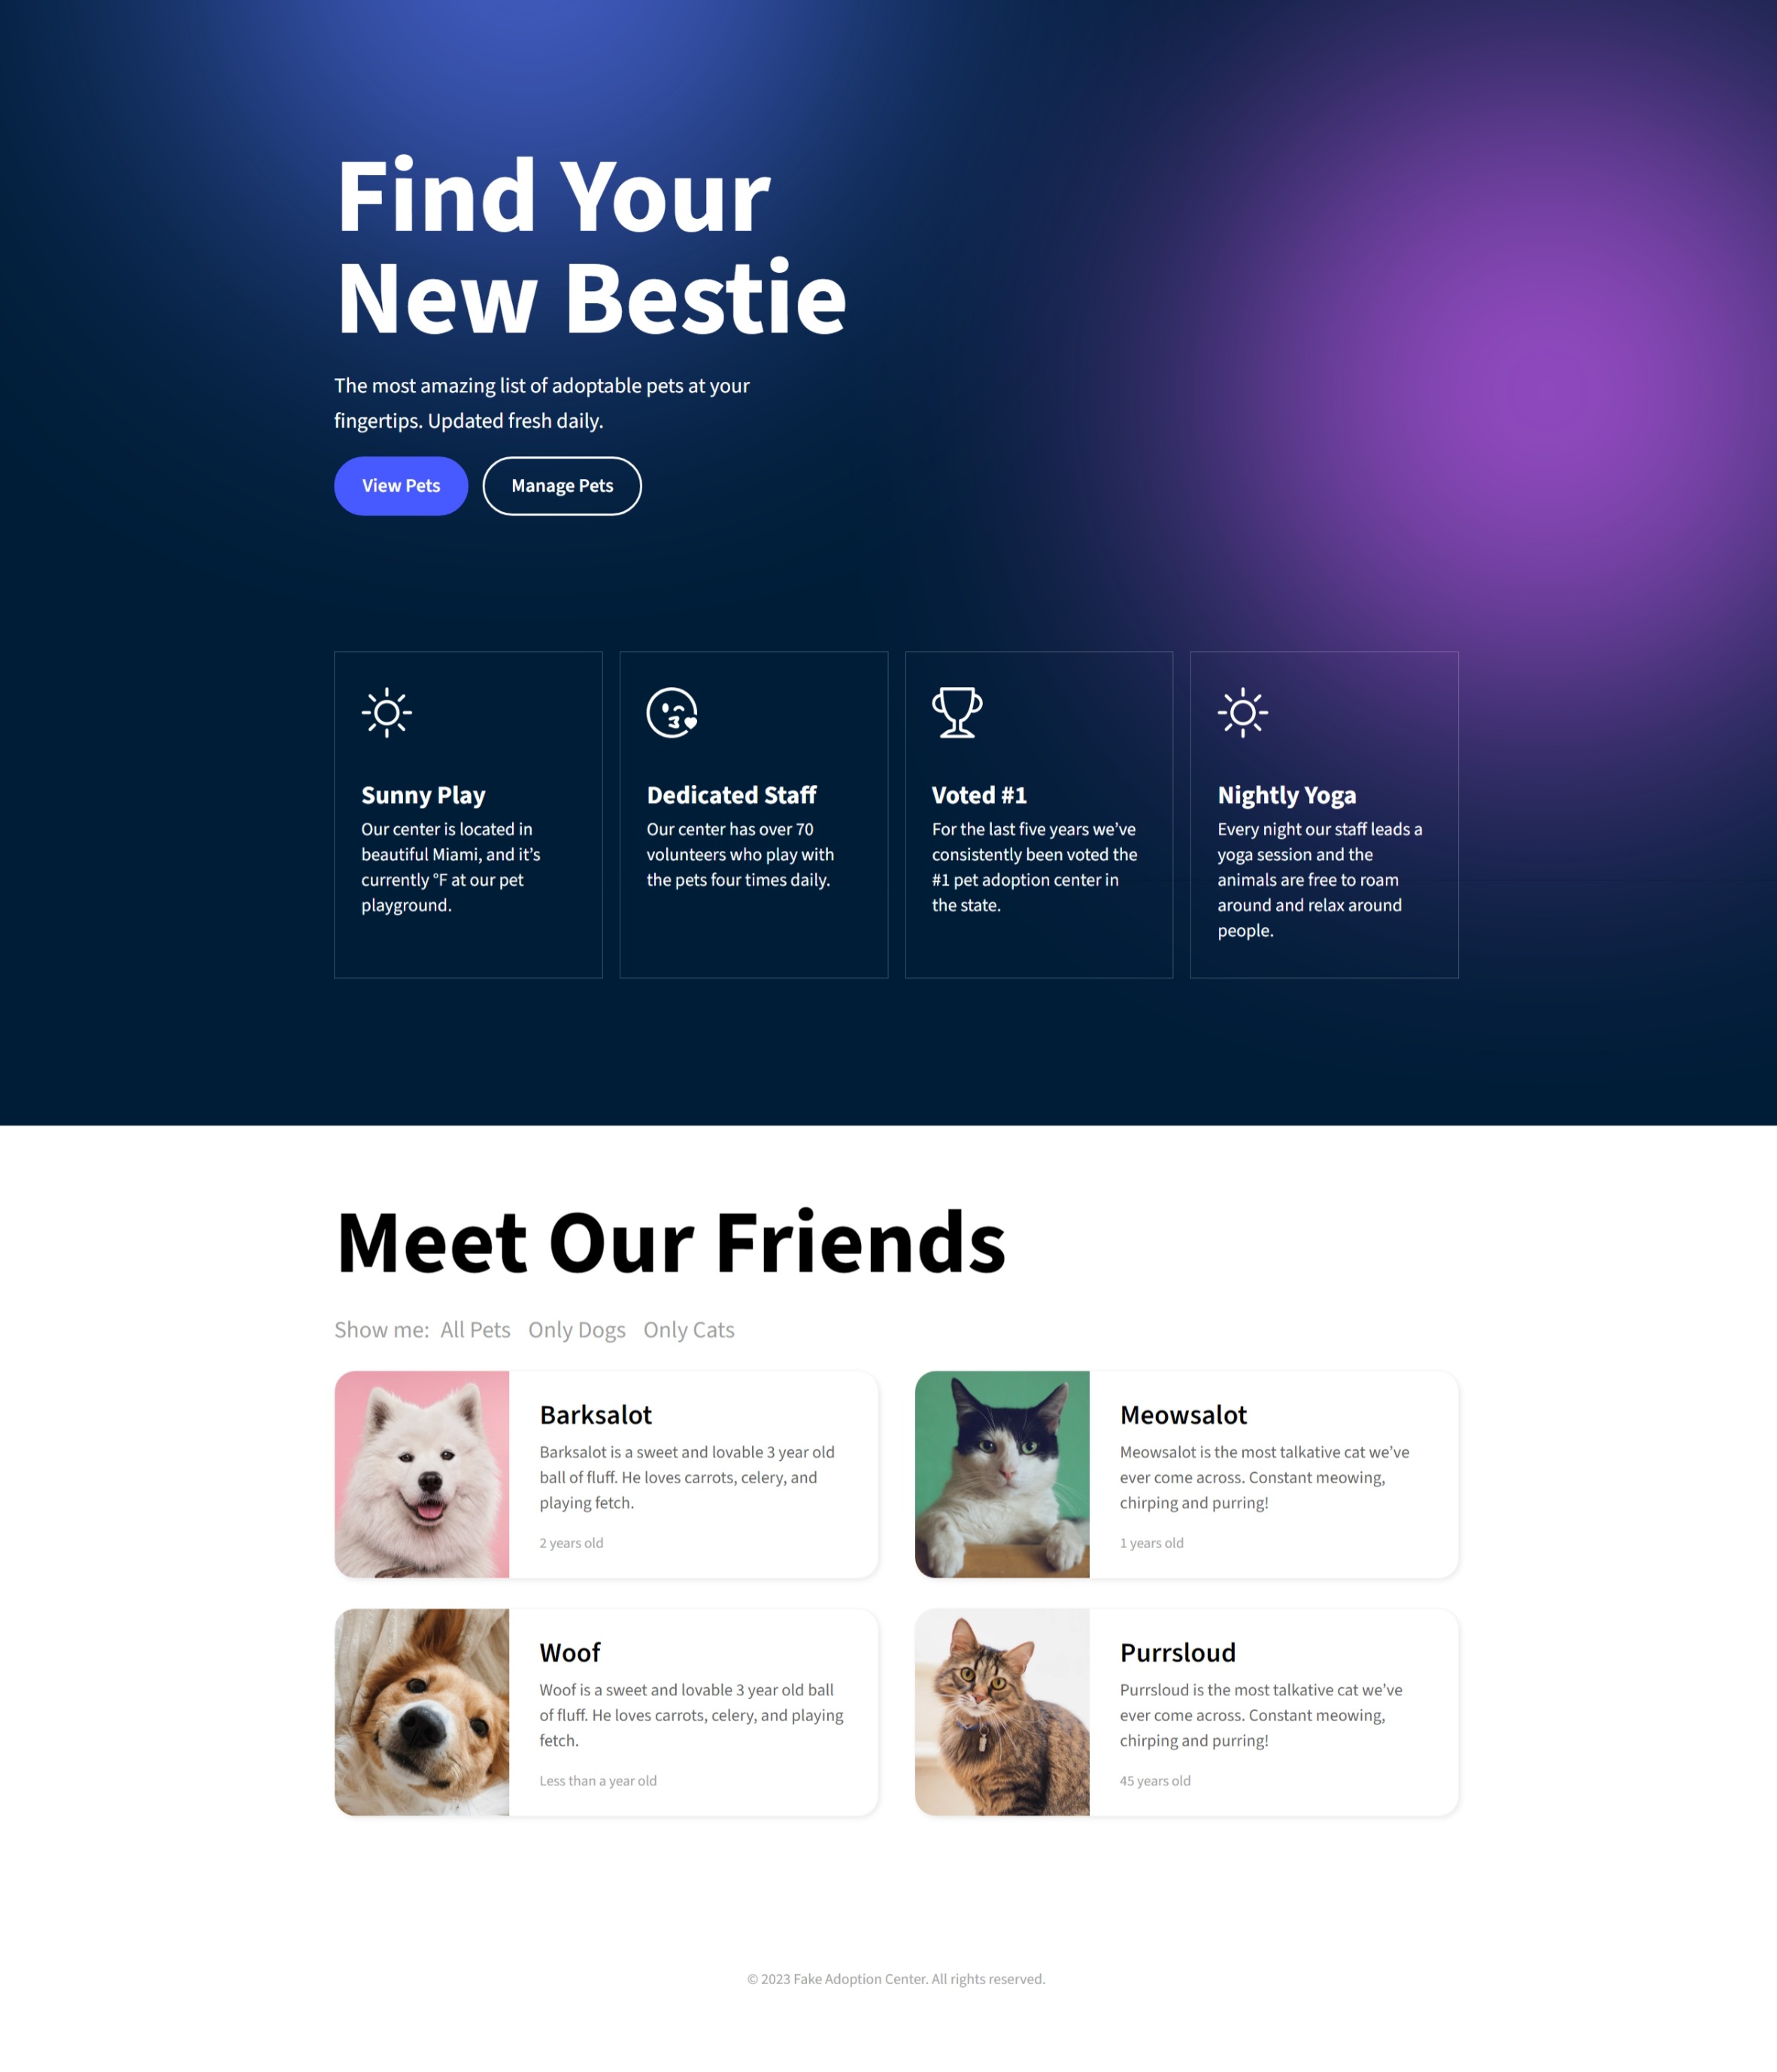 Find Your
New Bestie
The most amazing list of adoptable pets at your
fingertips. Updated fresh daily.
View Pets
Manage Pets
Sunny Play
Our center is located in
beautiful Miami, and it’s
currently °F at our pet
playground.
Dedicated Staff
Our center has over 70
volunteers who play with
the pets four times daily.
Voted #1
For the last five years we’ve
consistently been voted the
#1 pet adoption center in
the state.
Nightly Yoga
Every night our staff leads a
yoga session and the
animals are free to roam
around and relax around
people.
Meet Our Friends
Show me: All Pets Only Dogs Only Cats
Barksalot
Barksalot is a sweet and lovable 3 year old
ball of fluff. He loves carrots, celery, and
playing fetch.
2 years old
Meowsalot
Meowsalot is the most talkative cat we’ve
ever come across. Constant meowing,
chirping and purring!
1 years old
Woof
Woof is a sweet and lovable 3 year old ball
of fluff. He loves carrots, celery, and playing
fetch.
Less than a year old
Purrsloud
Purrsloud is the most talkative cat we’ve
ever come across. Constant meowing,
chirping and purring!
45 years old
© 2023 Fake Adoption Center. All rights reserved.